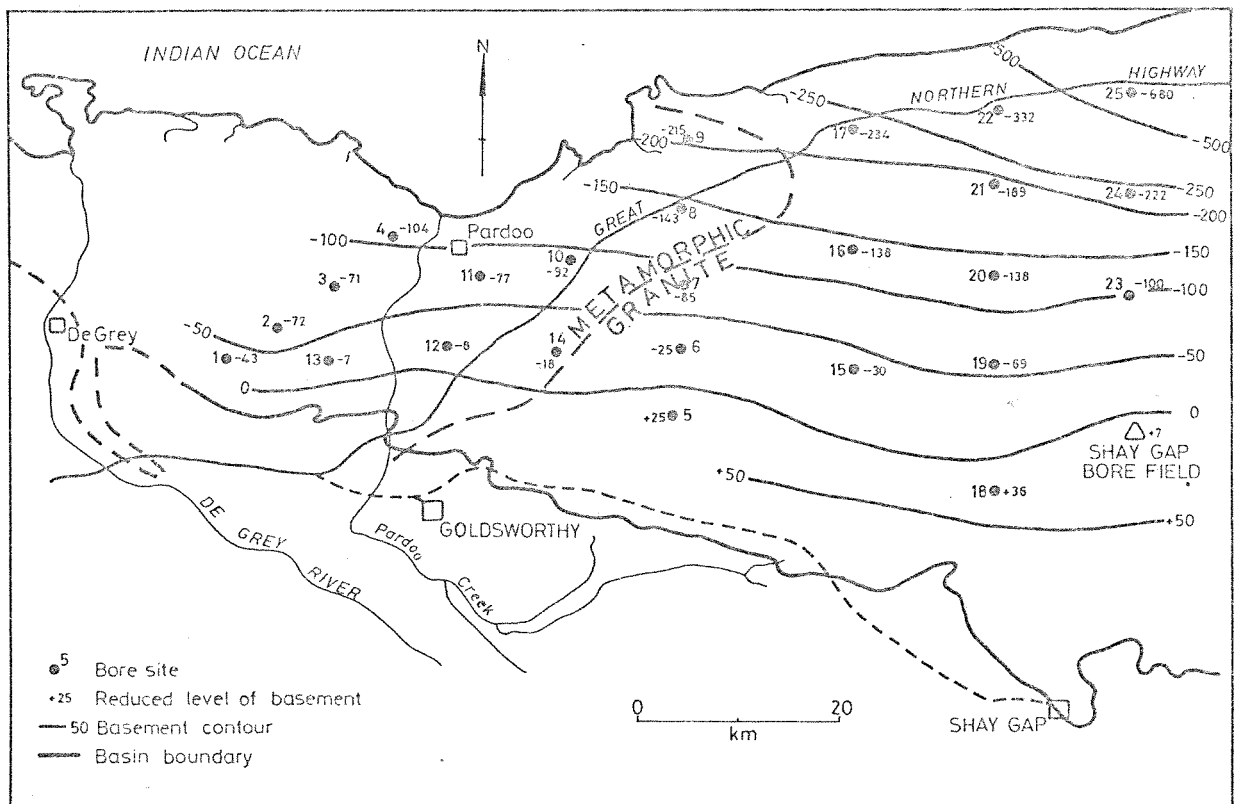 INDIAN OCEAN
N
-500
HIGHWAY
25 -680
NORTHERN
-250
22 -332
17 -234
-215 9
-200
-500
21 -189
24 -222
-250
-200
-150
GREAT
-143 8
4 -104
Pardoo
-100
10
-92
11 -77
3 -71
METAMORPHIC
GRANITE
7
-85
16 -138
-150
20 -138
23 -100
-100
De Grey
2 -72
-50
1 -43
13 -7
12 -8
14
-18
-25 6
15 -30
19 -69
-50
0
+25 5
0
+7
SHAY GAP
BORE FIELD
+50
18 +36
+50
GOLDSWORTHY
DE GREY
RIVER
Pardoo
Creek
5 Bore site
+25 Reduced level of basement
50 Basement contour
Basin boundary
0 20
km
SHAY GAP